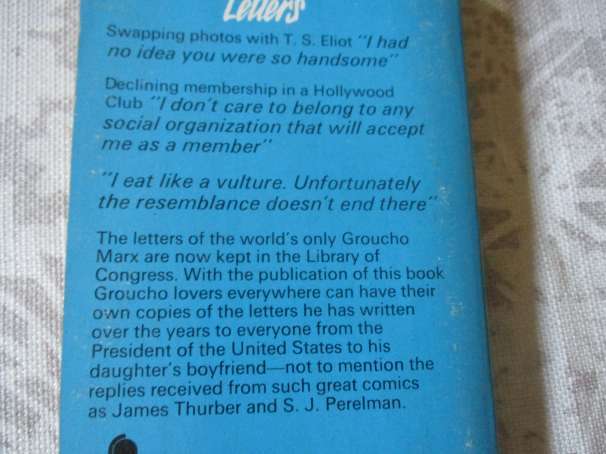 Letters
Swapping photos with T. S. Eliot "I had
no idea you were so handsome"
Declining membership in a Hollywood
Club "I don't care to belong to any
social organization that will accept
me as a member"
"I eat like a vulture. Unfortunately
the resemblance doesn't end there"
The letters of the world's only Groucho
Marx are now kept in the Library of
Congress. With the publication of this book
Groucho lovers everywhere can have their
own copies of the letters he has written
over the years to everyone from the
President of the United States to his
daughter's boyfriend—not to mention the
replies received from such great comics
as James Thurber and S. J. Perelman.